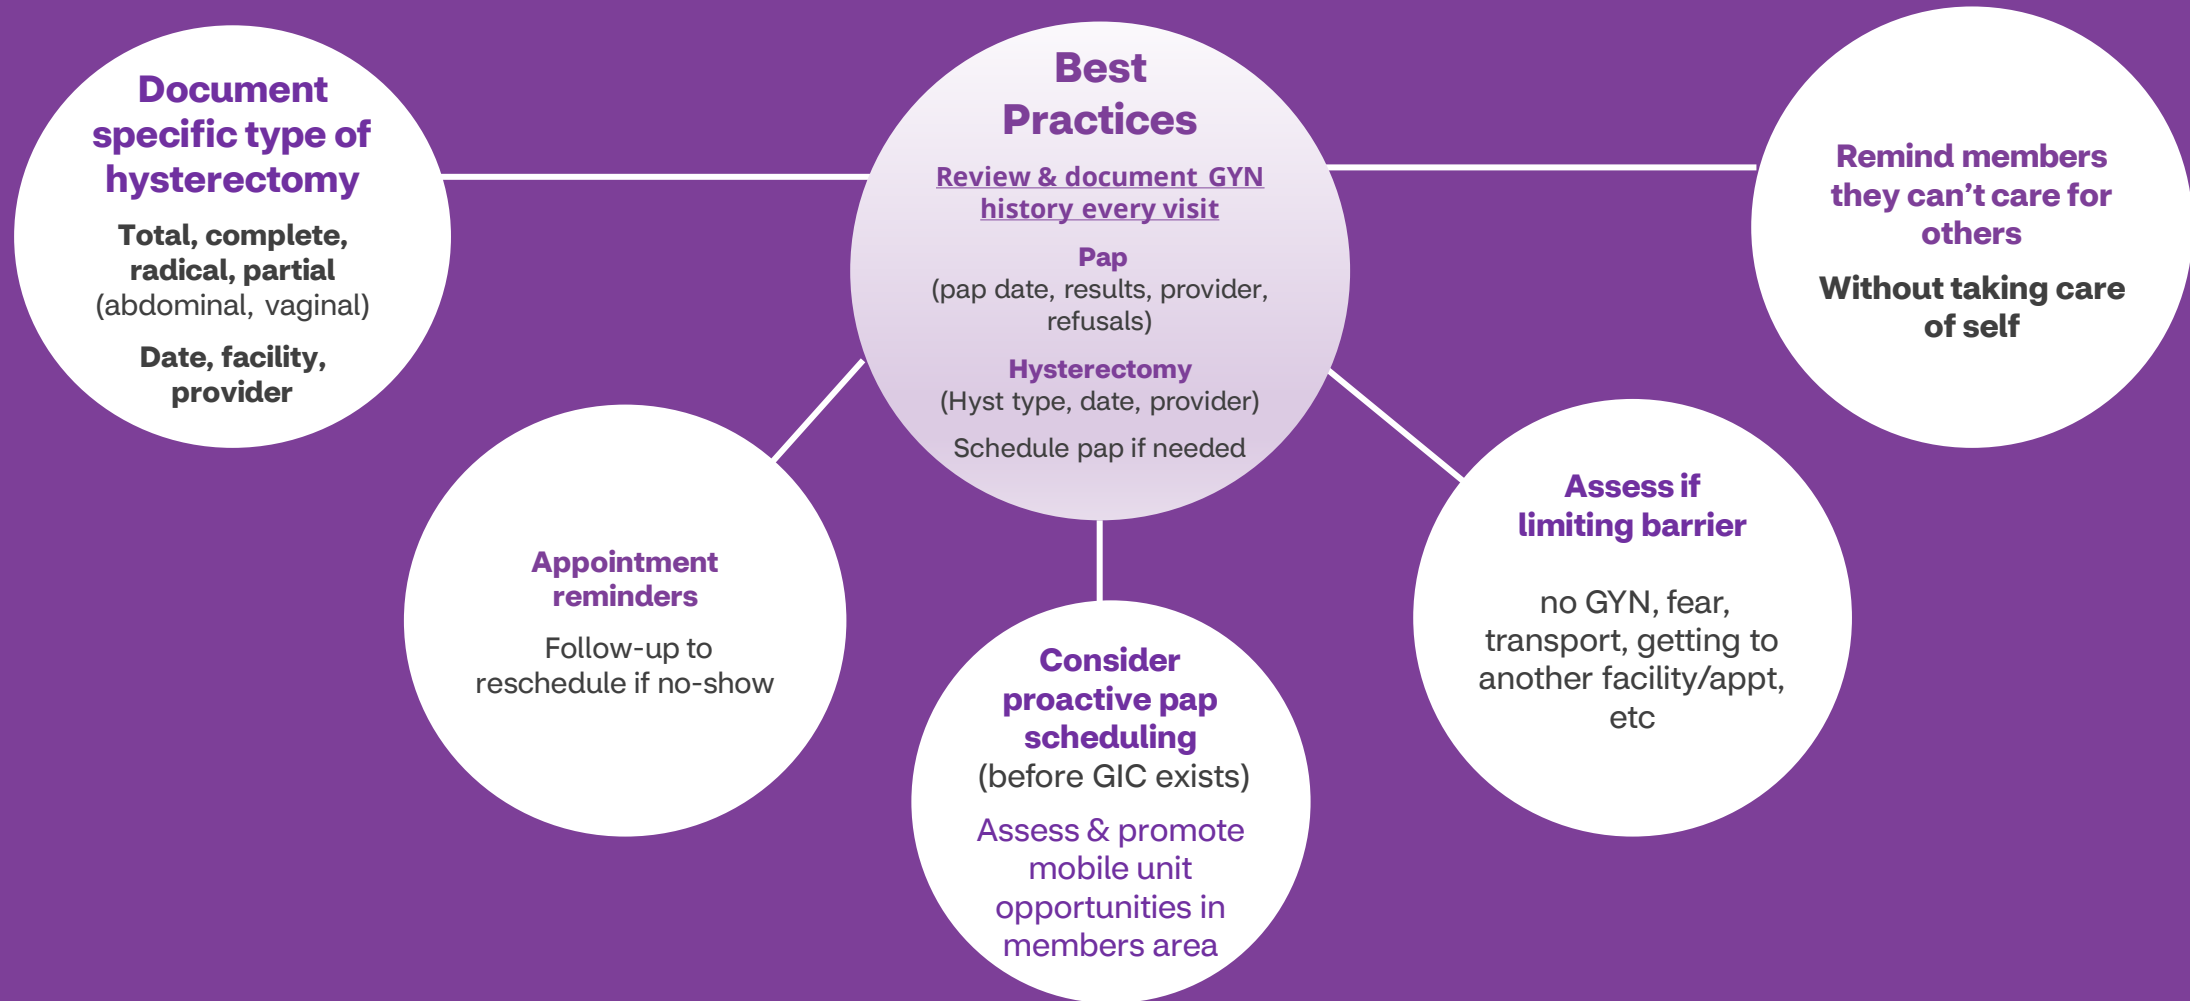 Document
specific type of
hysterectomy
Total, complete,
radical, partial
(abdominal, vaginal)
Date, facility,
provider
Best
Practices
Review & document GYN
history every visit
Pap
(pap date, results, provider,
refusals)
Hysterectomy
(Hyst type, date, provider)
Schedule pap if needed
Remind members
they can’t care for
others
Without taking care
of self
Appointment
reminders
Follow-up to
reschedule if no-show
Consider
proactive pap
scheduling
(before GIC exists)
Assess & promote
mobile unit
opportunities in
members area
Assess if
limiting barrier
no GYN, fear,
transport, getting to
another facility/appt,
etc